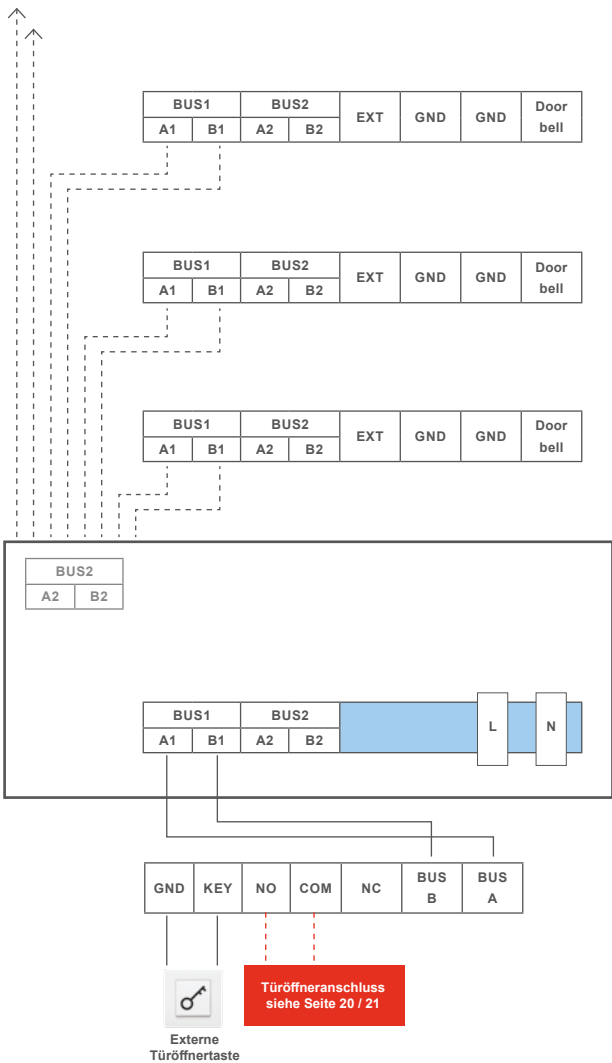 BUS1 BUS2 EXT GND GND Door bell
A1 B1 A2 B2
BUS1 BUS2 EXT GND GND Door bell
A1 B1 A2 B2
BUS1 BUS2 EXT GND GND Door bell
A1 B1 A2 B2
BUS2
A2 B2
BUS1 BUS2 L N
A1 B1 A2 B2
GND KEY NO COM NC BUS B BUS A
Türöffneranschluss
siehe Seite 20 / 21
Externe
Türöffnertaste